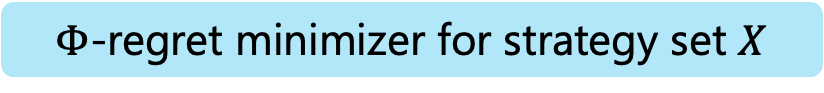 Φ-regret minimizer for strategy set X